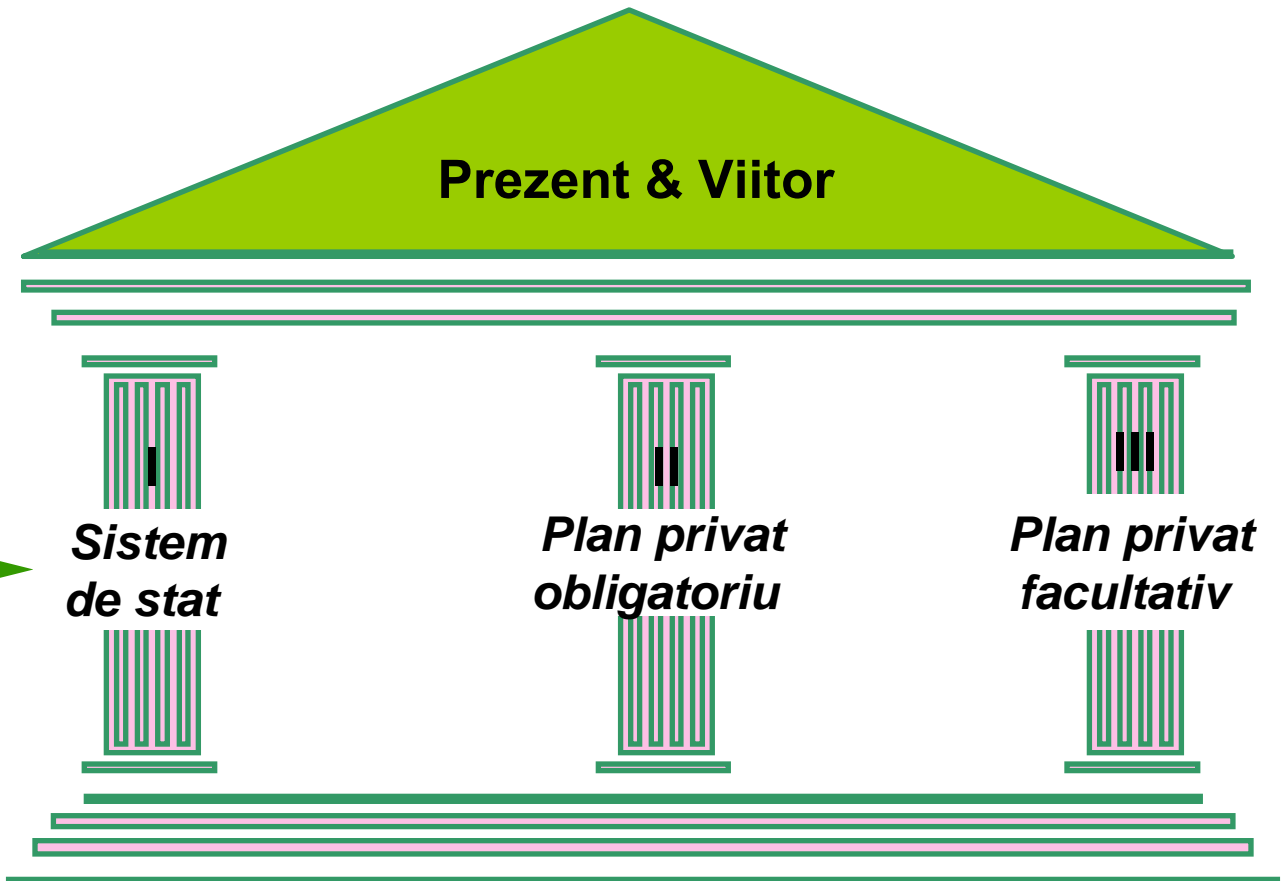 Prezent & Viitor
I
Sistem
de stat
II
Plan privat
obligatoriu
III
Plan privat
facultativ